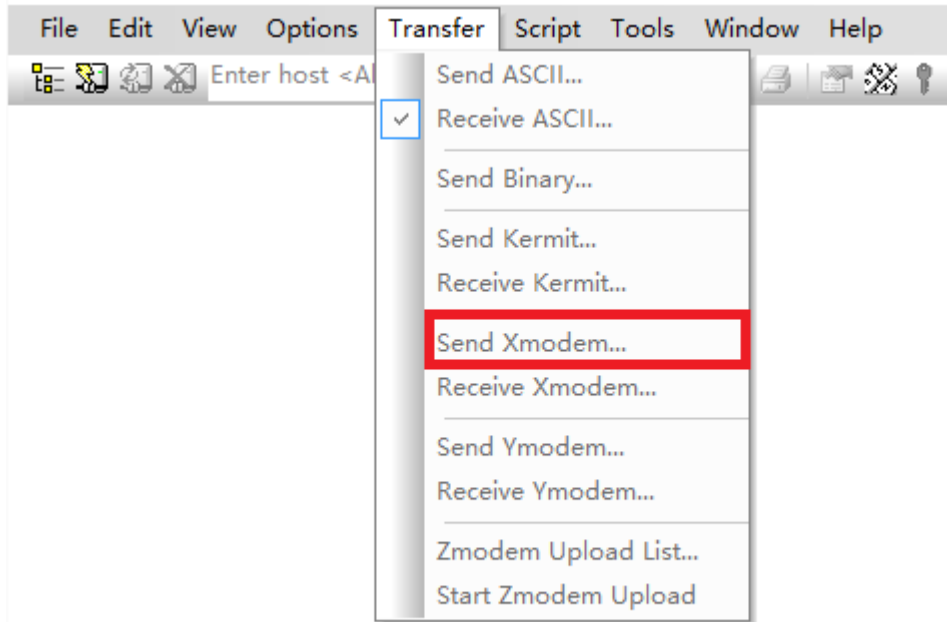 File Edit View Options Transfer Script Tools Window Help
Enter host <Al
Send ASCII...
Receive ASCII...
Send Binary...
Send Kermit...
Receive Kermit...
Send Xmodem...
Receive Xmodem...
Send Ymodem...
Receive Ymodem...
Zmodem Upload List...
Start Zmodem Upload